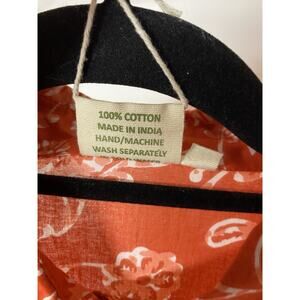 100% COTTON
MADE IN INDIA
HAND/MACHINE
WASH SEPARATELY